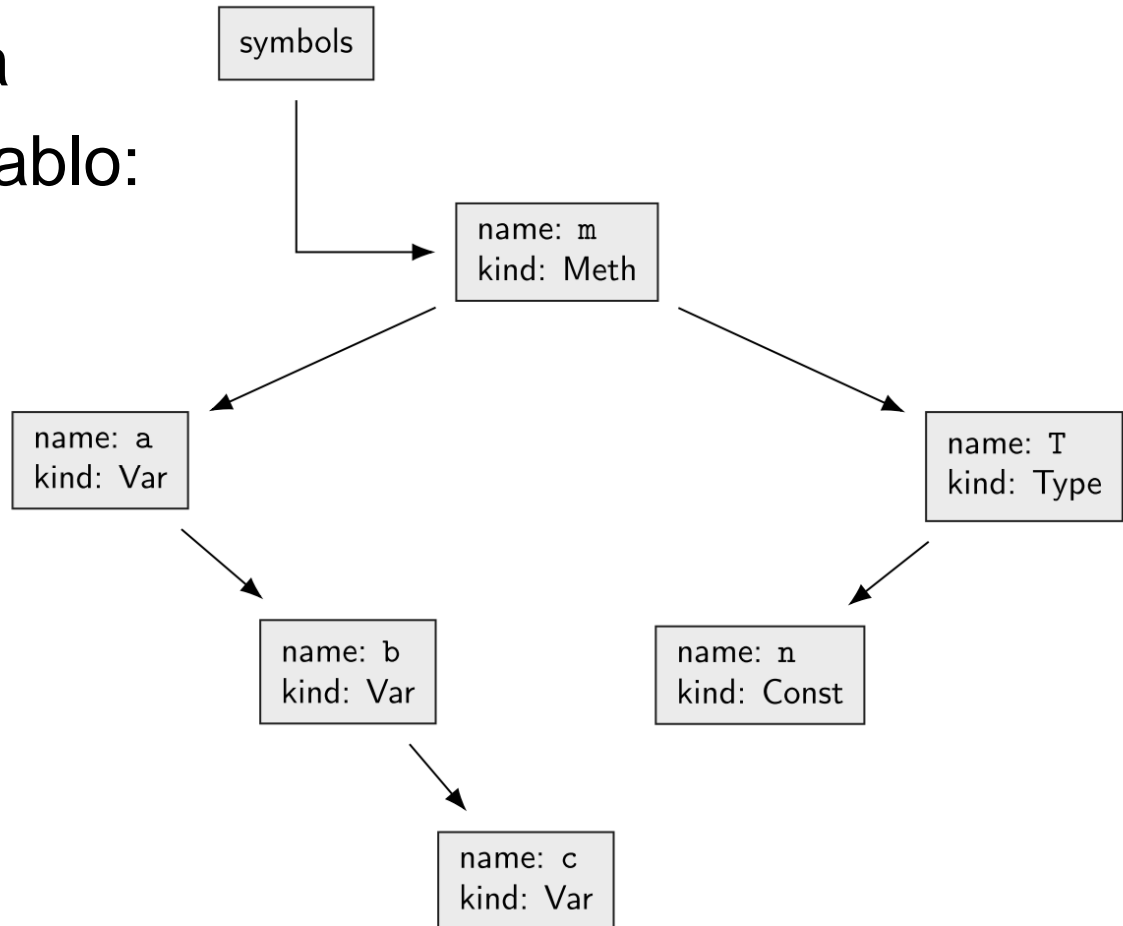 symbols
ablo:
name: m
kind: Meth
name: a
kind: Var
name: T
kind: Type
name: b
kind: Var
name: n
kind: Const
name: c
kind: Var